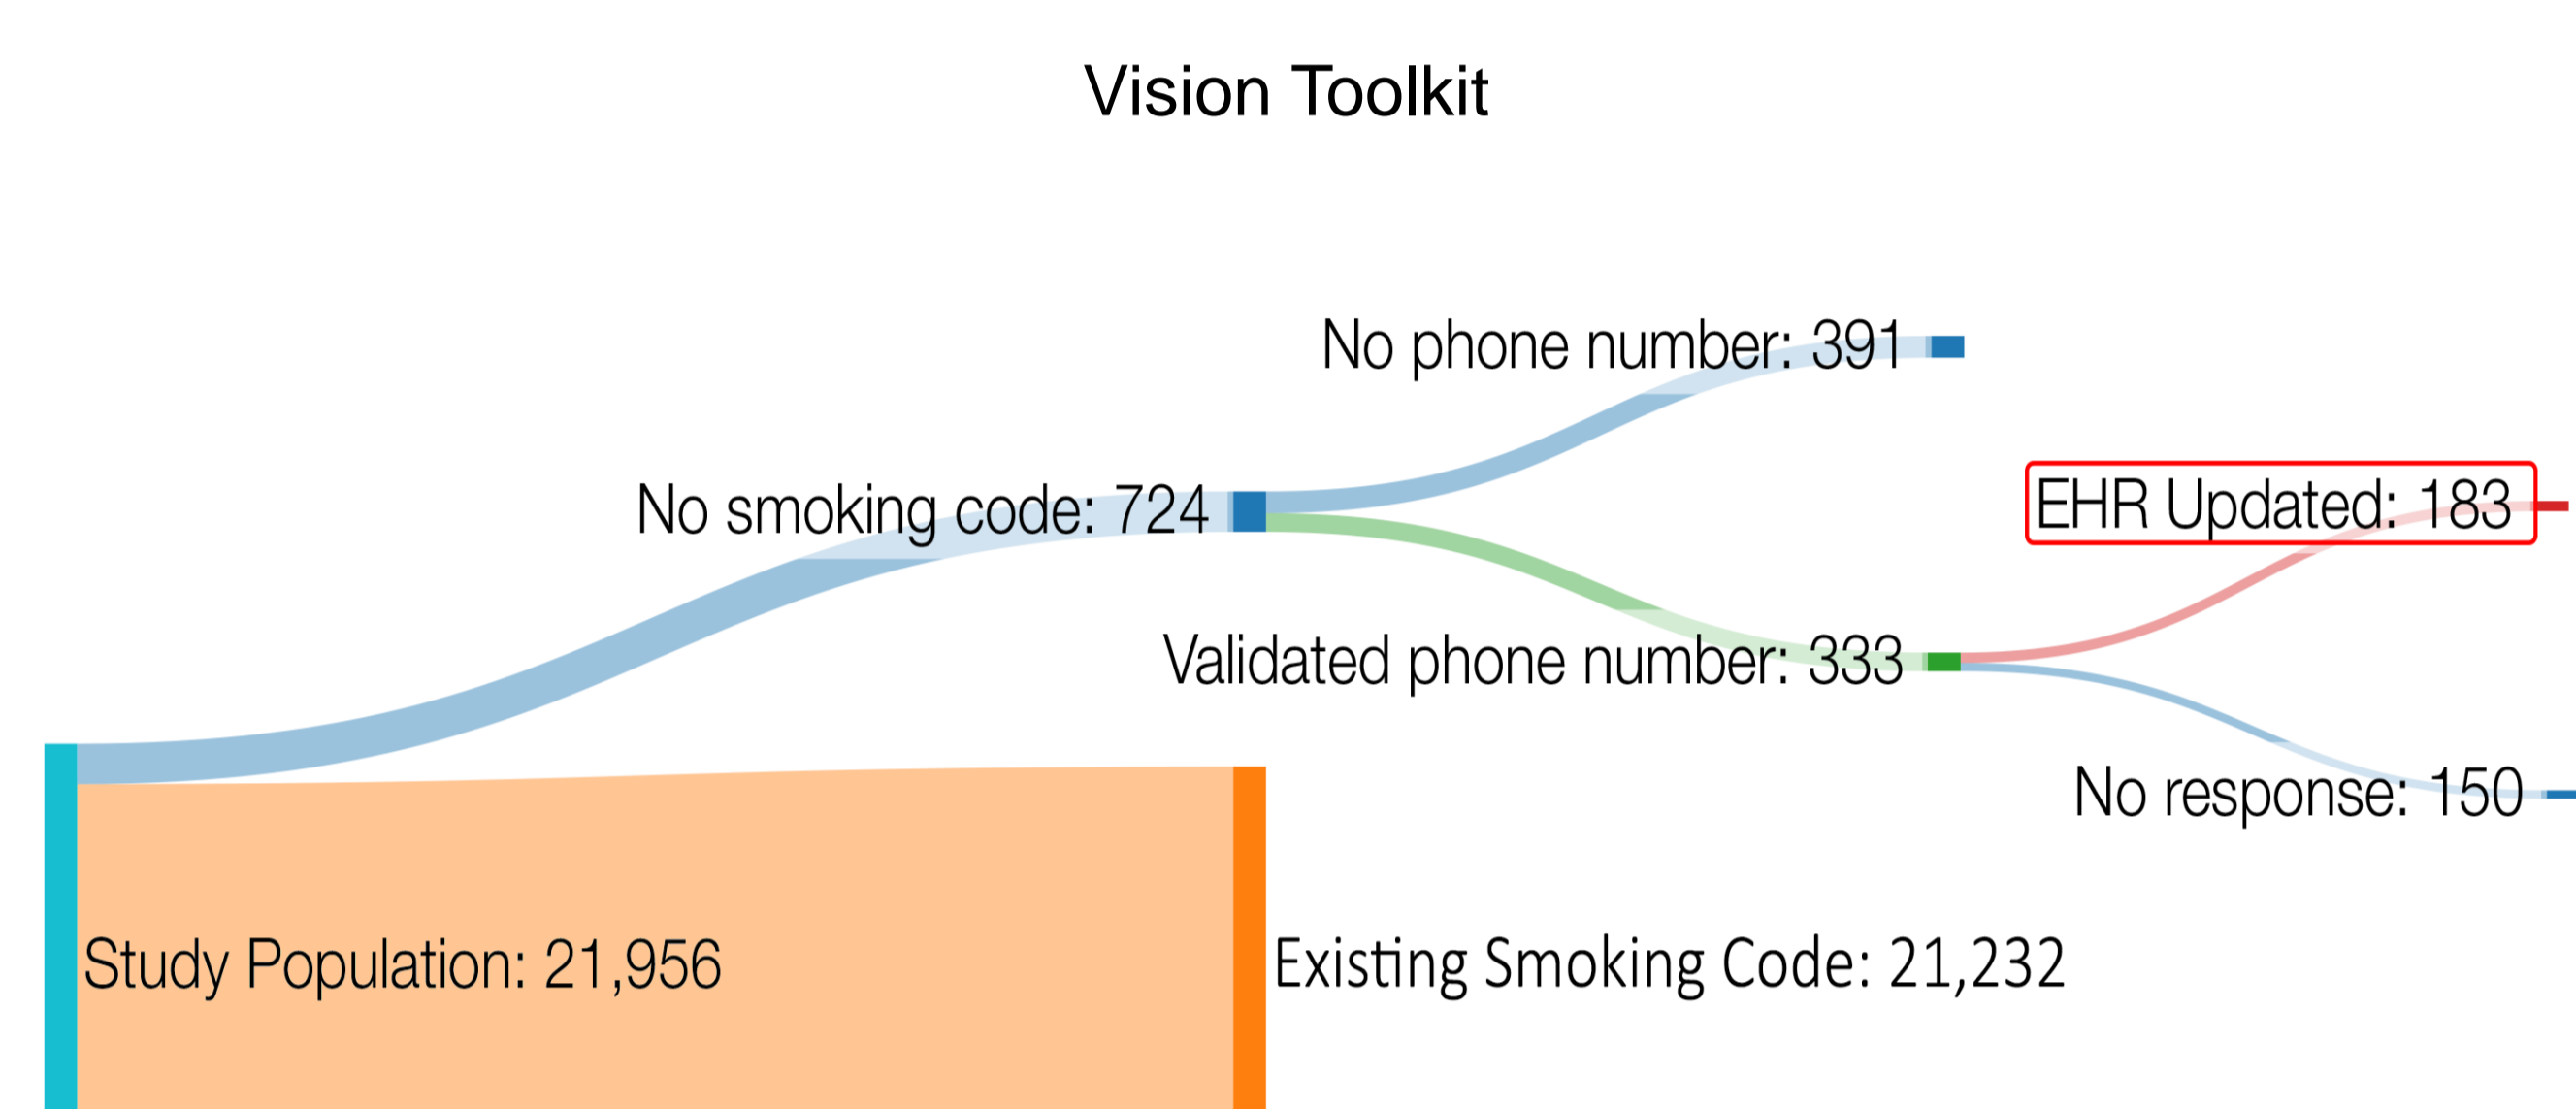 Vision Toolkit
No phone number: 391
No smoking code: 724
EHR Updated: 183
Validated phone number: 333
No response: 150
Study Population: 21,956
Existing Smoking Code: 21,232